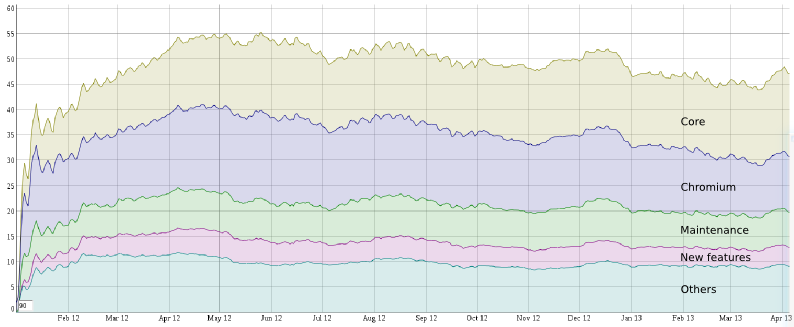 60
55
50
45
40
35
30
25
20
15
10
5
0
90
Core
Chromium
Maintenance
New features
Others
Feb 12 Mar 12 Apr 12 May 12 Jun 12 Jul 12 Aug 12 Sep 12 Oct 12 Nov 12 Dec 12 Jan 13 Feb 13 Mar 13 Apr 13